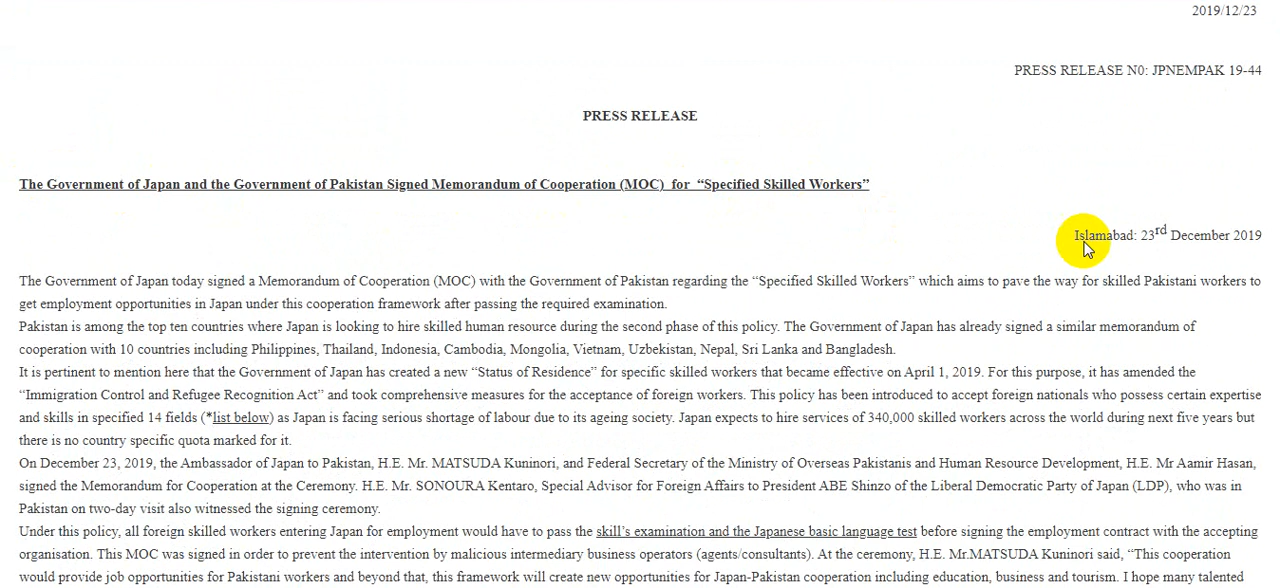 2019/12/23
PRESS RELEASE N0: JPNEMPAK 19-44
PRESS RELEASE
The Government of Japan and the Government of Pakistan Signed Memorandum of Cooperation (MOC) for “Specified Skilled Workers”
Islamabad: 23rd December 2019
The Government of Japan today signed a Memorandum of Cooperation (MOC) with the Government of Pakistan regarding the “Specified Skilled Workers” which aims to pave the way for skilled Pakistani workers to
get employment opportunities in Japan under this cooperation framework after passing the required examination.
Pakistan is among the top ten countries where Japan is looking to hire skilled human resource during the second phase of this policy. The Government of Japan has already signed a similar memorandum of
cooperation with 10 countries including Philippines, Thailand, Indonesia, Cambodia, Mongolia, Vietnam, Uzbekistan, Nepal, Sri Lanka and Bangladesh.
It is pertinent to mention here that the Government of Japan has created a new “Status of Residence” for specific skilled workers that became effective on April 1, 2019. For this purpose, it has amended the
“Immigration Control and Refugee Recognition Act” and took comprehensive measures for the acceptance of foreign workers. This policy has been introduced to accept foreign nationals who possess certain expertise
and skills in specified 14 fields (*list below) as Japan is facing serious shortage of labour due to its ageing society. Japan expects to hire services of 340,000 skilled workers across the world during next five years but
there is no country specific quota marked for it.
On December 23, 2019, the Ambassador of Japan to Pakistan, H.E. Mr. MATSUDA Kuninori, and Federal Secretary of the Ministry of Overseas Pakistanis and Human Resource Development, H.E. Mr Aamir Hasan,
signed the Memorandum for Cooperation at the Ceremony. H.E. Mr. SONOURA Kentaro, Special Advisor for Foreign Affairs to President ABE Shinzo of the Liberal Democratic Party of Japan (LDP), who was in
Pakistan on two-day visit also witnessed the signing ceremony.
Under this policy, all foreign skilled workers entering Japan for employment would have to pass the skill’s examination and the Japanese basic language test before signing the employment contract with the accepting
organisation. This MOC was signed in order to prevent the intervention by malicious intermediary business operators (agents/consultants). At the ceremony, H.E. Mr.MATSUDA Kuninori said, “This cooperation
would provide job opportunities for Pakistani workers and beyond that, this framework will create new opportunities for Japan-Pakistan cooperation including education, business and tourism. I hope many talented